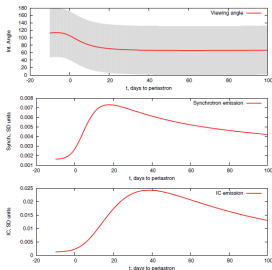 180
160
140
120
100
80
60
40
20
0
Int. Angle
Viewing angle
-20 0 20 40 60 80 100
t, days to periastron
0.008
0.007
0.006
0.005
0.004
0.003
0.002
0.001
Synch, SD units
Synchrotron emission
-20 0 20 40 60 80 100
t, days to periastron
0.025
0.02
0.015
0.01
0.005
0
IC, SD units
IC emission
-20 0 20 40 60 80 100
t, days to periastron